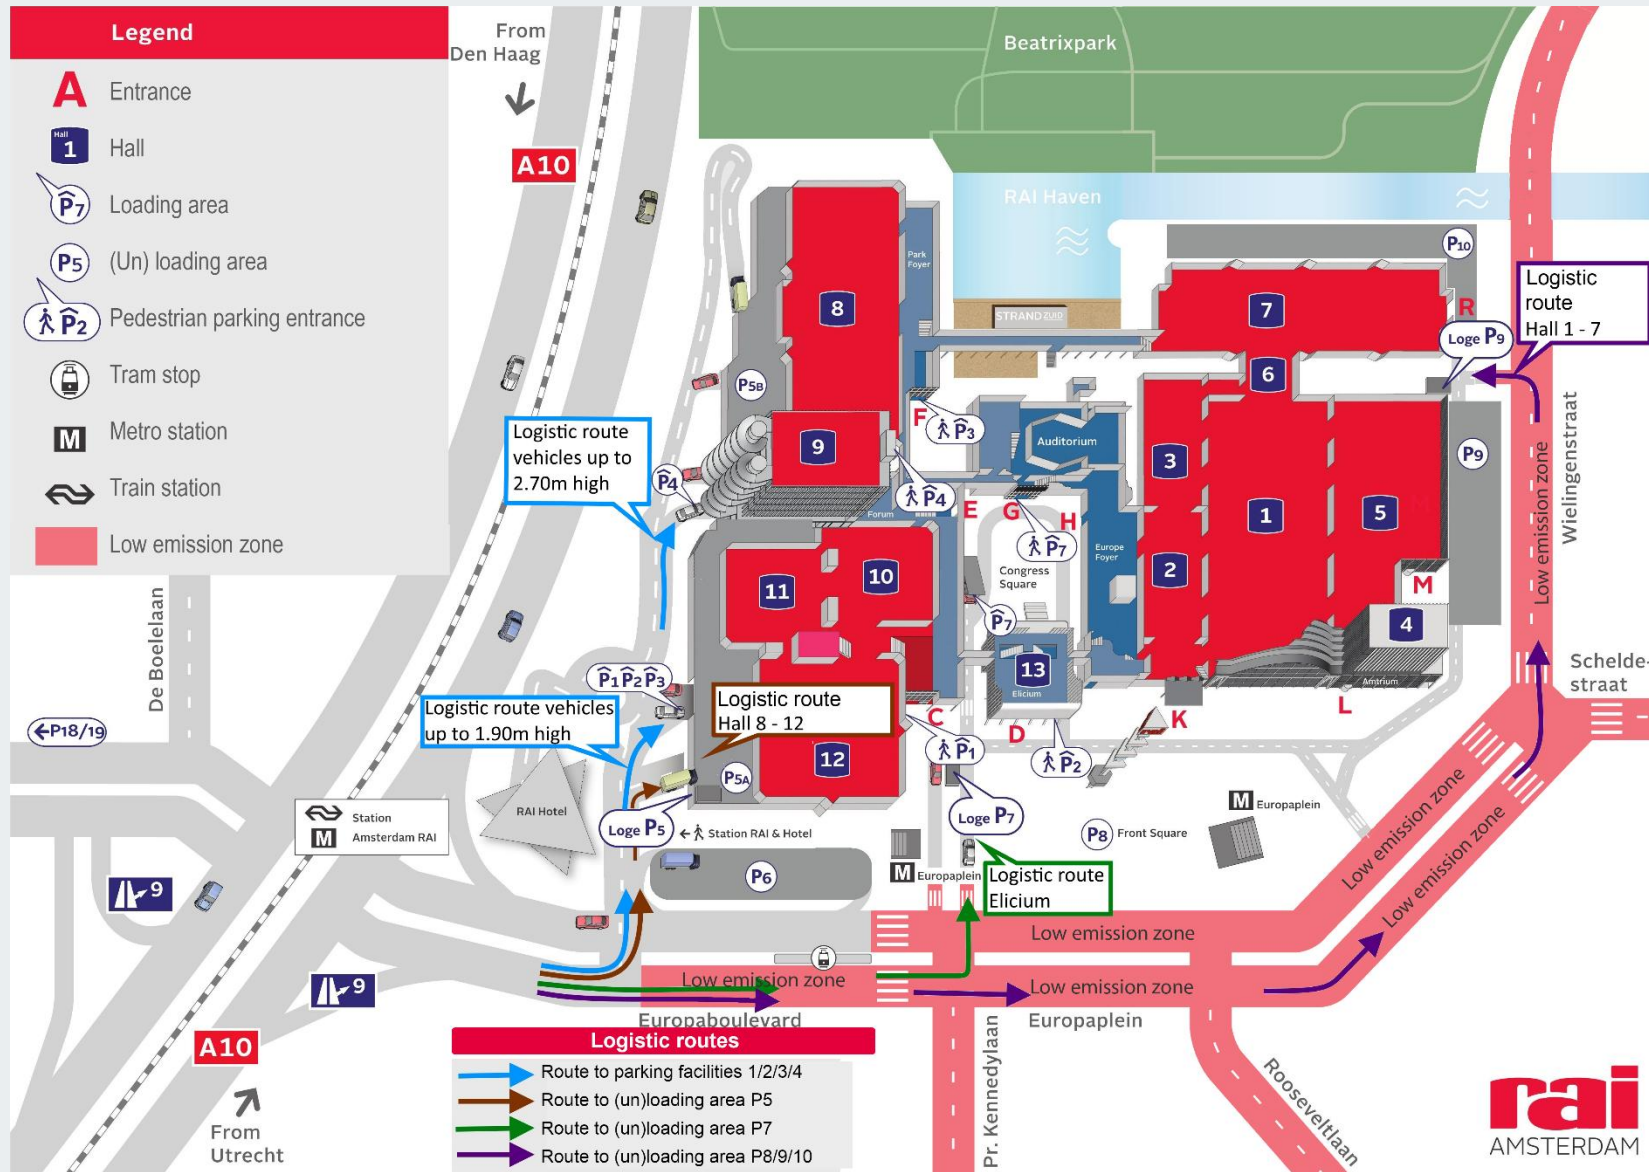 Legend
A Entrance
Hall
1 Hall
P7 Loading area
P5 (Un) loading area
P2 Pedestrian parking entrance
Tram stop
M Metro station
Train station
Low emission zone
From
Den Haag
A10
Beatrixpark
RAI Haven
STRAND ZUID
Park
Foyer
8
P5B
F
P3
9
P4
P4
Forum
Logistic route
vehicles up to
2.70m high
Auditorium
E
G
H
P7
Congress
Square
Europe
Foyer
P7
13
Elicium
D
P2
7
6
3
1
5
2
4
M
M
Amtrium
K
L
R
P10
Loge P9
P9
Logistic
route
Hall 1 - 7
Wielingenstraat
Low emission zone
Schelde-
straat
11
10
12
C
P1
P1 P2 P3
Logistic route vehicles
up to 1.90m high
Logistic route
Hall 8 - 12
P5A
Loge P5
Station RAI & Hotel
Loge P7
RAI Hotel
De Boelelaan
←P18/19
Station
M Amsterdam RAI
9
9
P6
M Europaplein
P8 Front Square
M Europaplein
Logistic route
Elicium
Low emission zone
Low emission zone
Low emission zone
Low emission zone
Low emission zone
Europaboulevard
Europaplein
Pr. Kennedylaan
Rooseveltlaan
A10
From
Utrecht
Logistic routes
Route to parking facilities 1/2/3/4
Route to (un)loading area P5
Route to (un)loading area P7
Route to (un)loading area P8/9/10
rai
AMSTERDAM